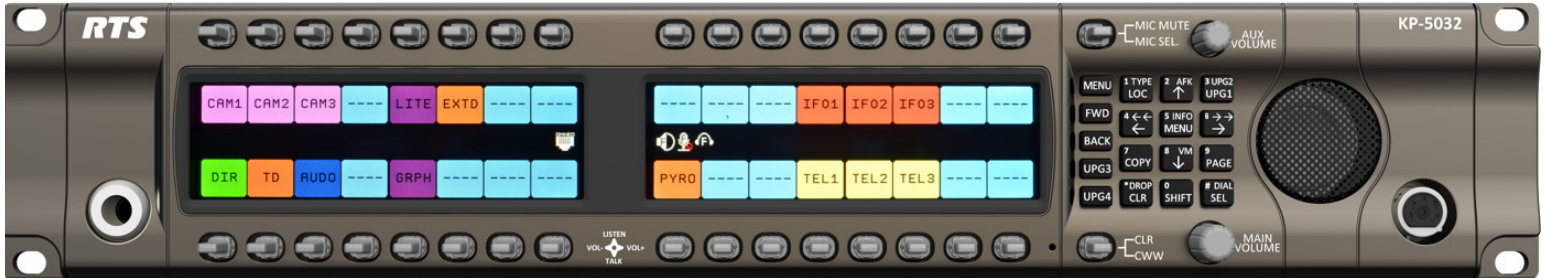 RTS
KP-5032
MIC MUTE
MIC SEL.
AUX
VOLUME
CAM1 CAM2 CAM3 ---- LITE EXTD ---- ----
---- ---- ---- IFO1 IFO2 IFO3 ---- ----
DIR TD AUDO ---- GRPH ---- ---- ----
PYRO ---- ---- TEL1 TEL2 TEL3 ---- ----
LISTEN
VOL- VOL+
TALK
MENU
FWD
BACK
UPG3
UPG4
1 TYPE
LOC
2 AFK
↑
3 UPG2
UPG1
4 ←←
←
5 INFO
MENU
6 →→
→
7
COPY
8 VM
↓
9
PAGE
*DROP
CLR
0
SHIFT
# DIAL
SEL
CLR
CWW
MAIN
VOLUME